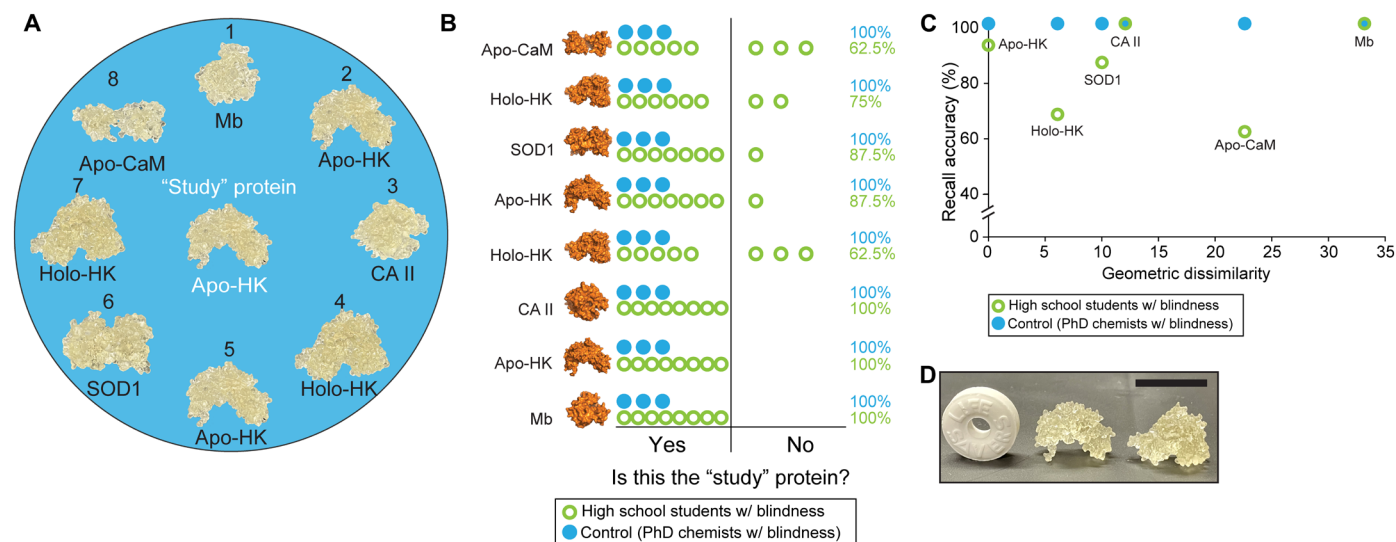 A
1
Mb
2
Apo-HK
3
CA II
4
Holo-HK
5
Apo-HK
6
SOD1
7
Holo-HK
8
Apo-CaM
“Study” protein
Apo-HK
B
Apo-CaM
100%
62.5%
Holo-HK
100%
75%
SOD1
100%
87.5%
Apo-HK
100%
87.5%
Holo-HK
100%
62.5%
CA II
100%
100%
Apo-HK
100%
100%
Mb
100%
100%
Yes
No
Is this the “study” protein?
High school students w/ blindness
Control (PhD chemists w/ blindness)
C
Recall accuracy (%)
100
80
60
40
0
Apo-HK
Holo-HK
SOD1
CA II
Apo-CaM
Mb
0 5 10 15 20 25 30 35
Geometric dissimilarity
High school students w/ blindness
Control (PhD chemists w/ blindness)
D